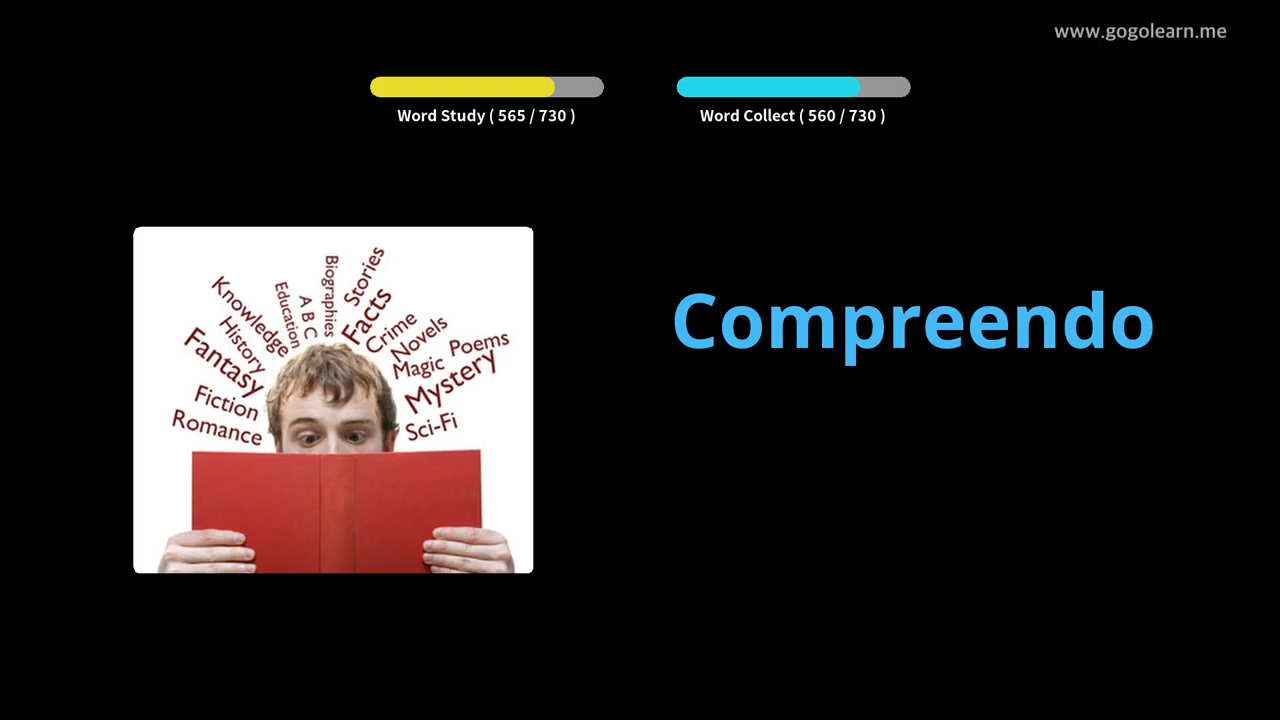 www.gogolearn.me
Word Study ( 565 / 730 )
Word Collect ( 560 / 730 )
Compreendo
Knowledge
Education
A B C
Biographies
Stories
Facts
Crime
Novels
Poems
Magic
Mystery
Sci-Fi
History
Fantasy
Fiction
Romance